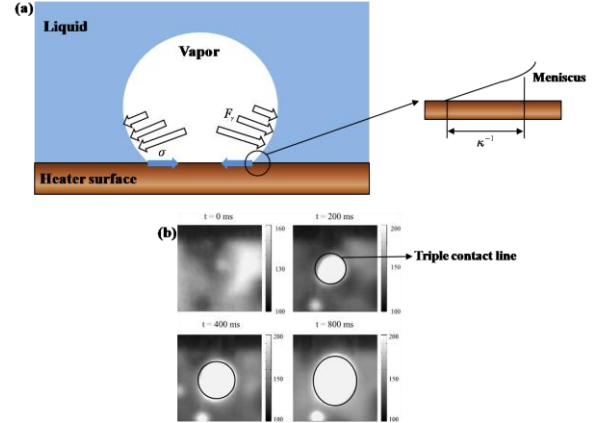 (a)
Liquid
Vapor
Fr
σ
Heater surface
Meniscus
κ⁻¹
(b)
t = 0 ms
t = 200 ms
160
130
100
200
150
100
Triple contact line
t = 400 ms
t = 800 ms
200
150
100
200
150
100